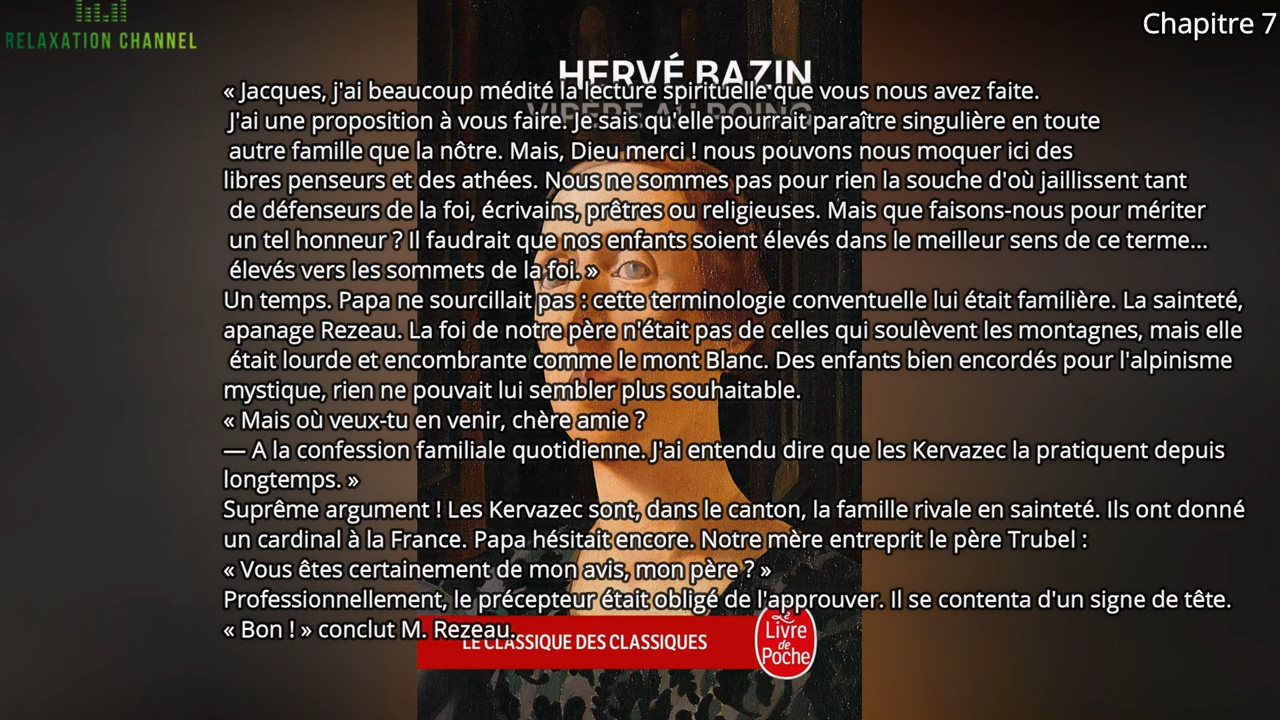 RELAXATION CHANNEL
Chapitre 7
HERVÉ BAZIN
VIPÈRE AU POING
« Jacques, j'ai beaucoup médité la lecture spirituelle que vous nous avez faite.
J'ai une proposition à vous faire. Je sais qu'elle pourrait paraître singulière en toute
autre famille que la nôtre. Mais, Dieu merci ! nous pouvons nous moquer ici des
libres penseurs et des athées. Nous ne sommes pas pour rien la souche d'où jaillissent tant
de défenseurs de la foi, écrivains, prêtres ou religieuses. Mais que faisons-nous pour mériter
un tel honneur ? Il faudrait que nos enfants soient élevés dans le meilleur sens de ce terme...
élevés vers les sommets de la foi. »
Un temps. Papa ne sourcillait pas : cette terminologie conventuelle lui était familière. La sainteté,
apanage Rezeau. La foi de notre père n'était pas de celles qui soulèvent les montagnes, mais elle
était lourde et encombrante comme le mont Blanc. Des enfants bien encordés pour l'alpinisme
mystique, rien ne pouvait lui sembler plus souhaitable.
« Mais où veux-tu en venir, chère amie ?
— A la confession familiale quotidienne. J'ai entendu dire que les Kervazec la pratiquent depuis
longtemps. »
Suprême argument ! Les Kervazec sont, dans le canton, la famille rivale en sainteté. Ils ont donné
un cardinal à la France. Papa hésitait encore. Notre mère entreprit le père Trubel :
« Vous êtes certainement de mon avis, mon père ? »
Professionnellement, le précepteur était obligé de l'approuver. Il se contenta d'un signe de tête.
« Bon ! » conclut M. Rezeau.
LE CLASSIQUE DES CLASSIQUES
Le
Livre
de
Poche